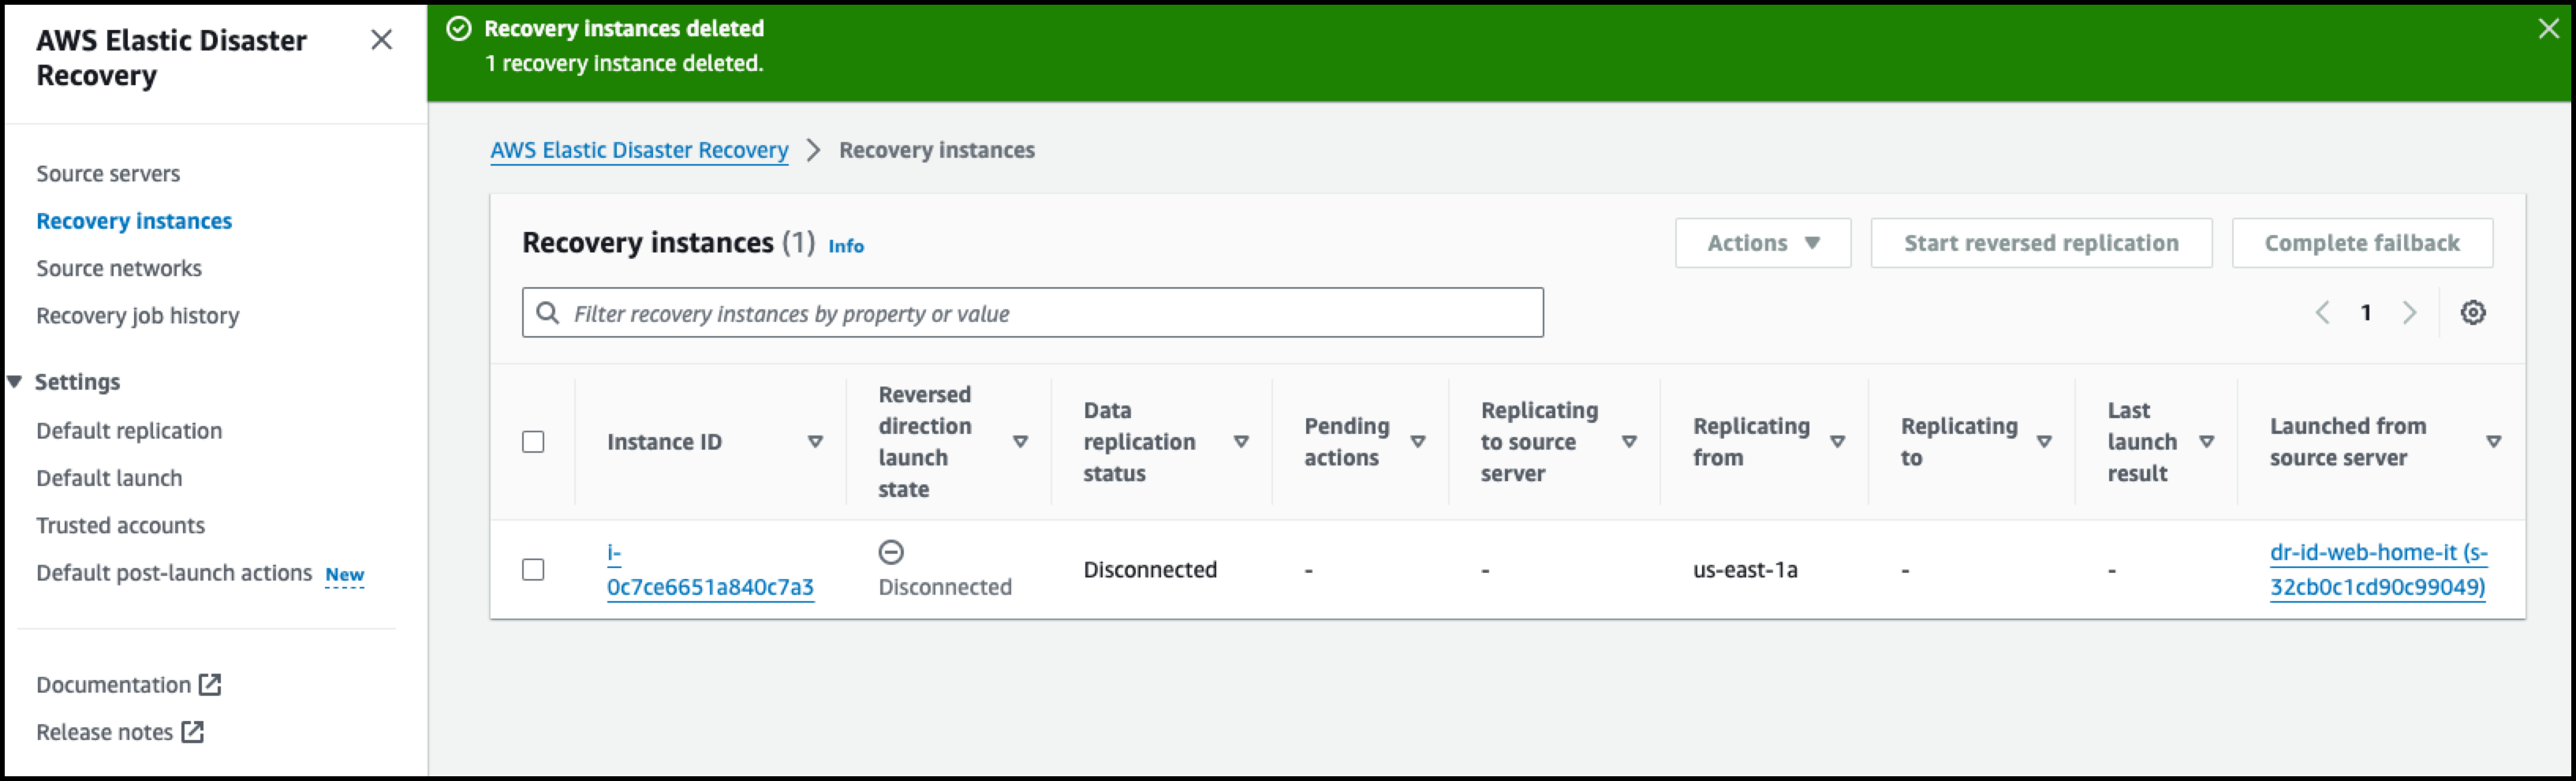 AWS Elastic Disaster
Recovery
Source servers
Recovery instances
Source networks
Recovery job history
Settings
Default replication
Default launch
Trusted accounts
Default post-launch actions New
Documentation
Release notes
Recovery instances deleted
1 recovery instance deleted.
AWS Elastic Disaster Recovery > Recovery instances
Recovery instances (1) Info
Actions
Start reversed replication
Complete failback
Filter recovery instances by property or value
1
Instance ID
Reversed
direction
launch
state
Data
replication
status
Pending
actions
Replicating
to source
server
Replicating
from
Replicating
to
Last
launch
result
Launched from
source server
i-
0c7ce6651a840c7a3
Disconnected
Disconnected
-
-
us-east-1a
-
-
dr-id-web-home-it (s-
32cb0c1cd90c99049)